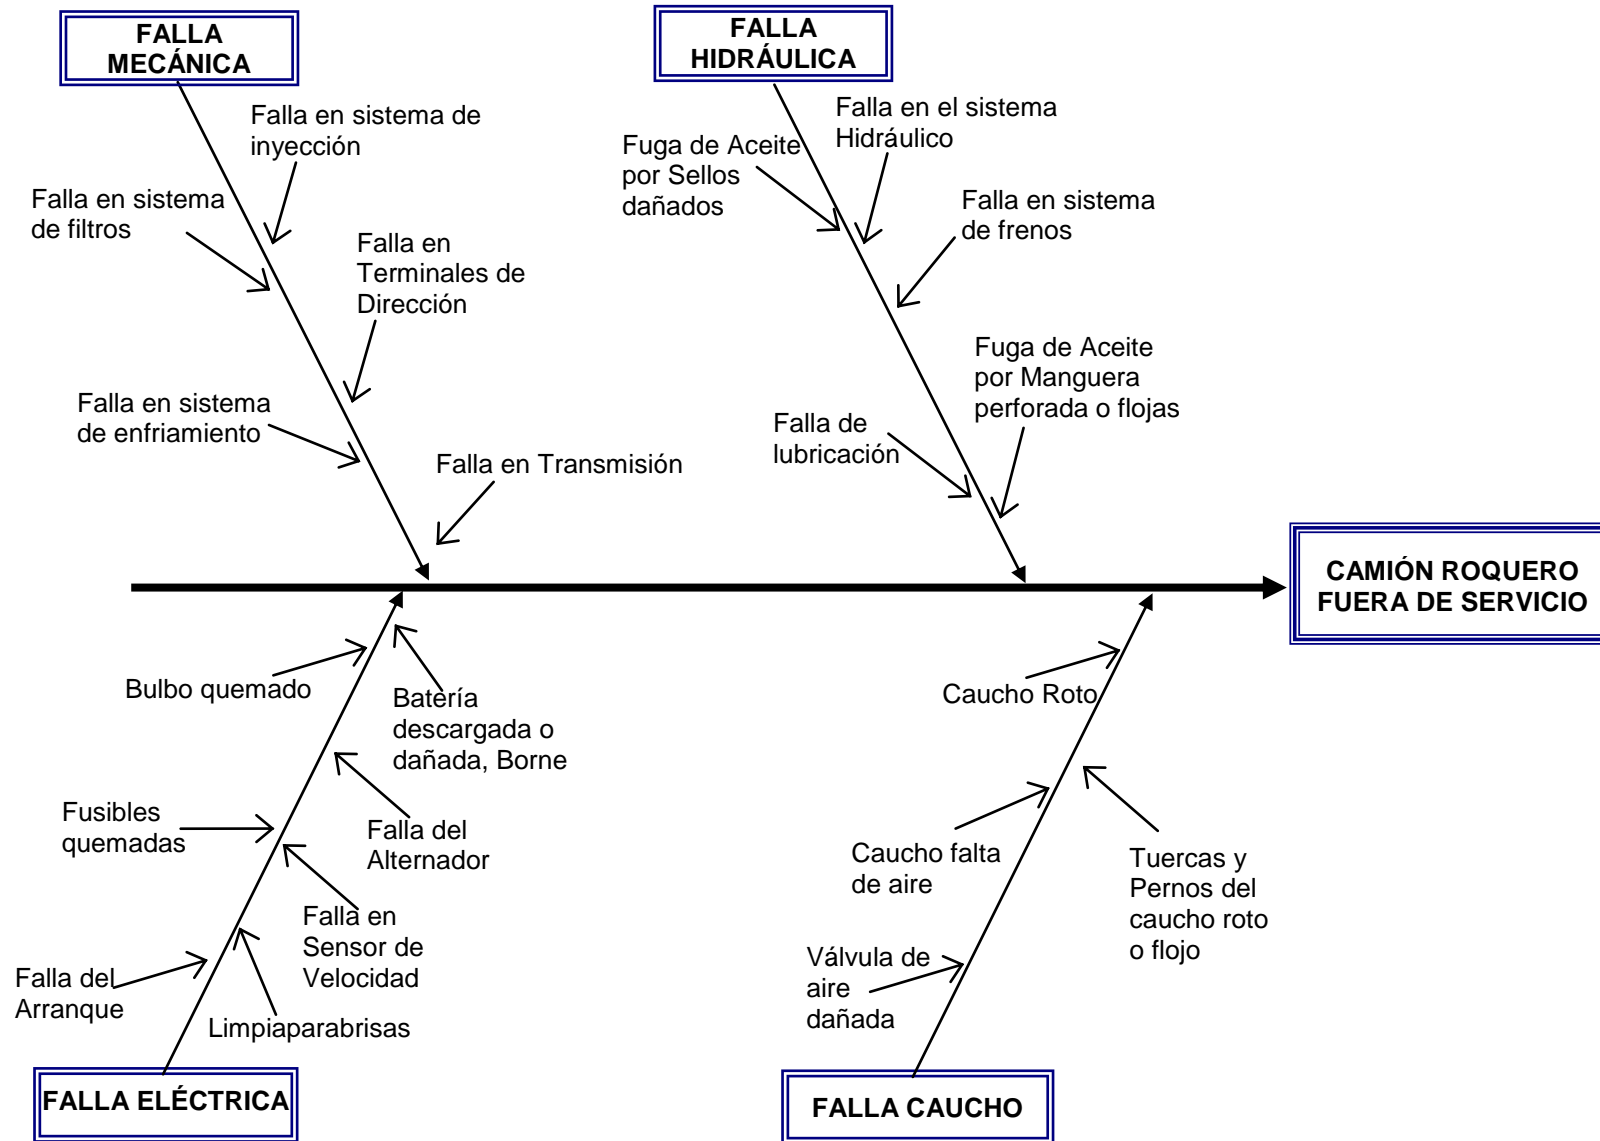 FALLA
MECÁNICA
FALLA
HIDRÁULICA
Falla en sistema de
inyección
Falla en sistema
de filtros
Falla en
Terminales de
Dirección
Falla en sistema
de enfriamiento
Falla en Transmisión
Falla en el sistema
Hidráulico
Fuga de Aceite
por Sellos
dañados
Falla en sistema
de frenos
Fuga de Aceite
por Manguera
perforada o flojas
Falla de
lubricación
CAMIÓN ROQUERO
FUERA DE SERVICIO
Bulbo quemado
Batería
descargada o
dañada, Borne
Fusibles
quemadas
Falla del
Alternador
Falla en
Sensor de
Velocidad
Falla del
Arranque
Limpiaparabrisas
Caucho Roto
Caucho falta
de aire
Tuercas y
Pernos del
caucho roto
o flojo
Válvula de
aire
dañada
FALLA ELÉCTRICA
FALLA CAUCHO